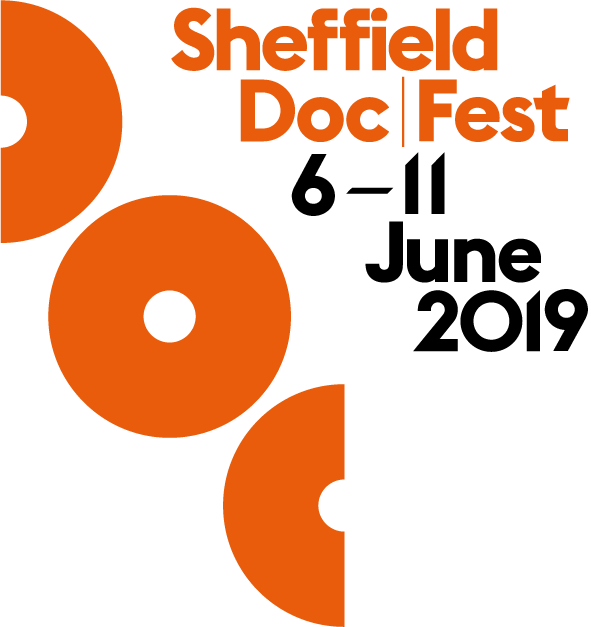 Sheffield
Doc|Fest
6–11
June
2019